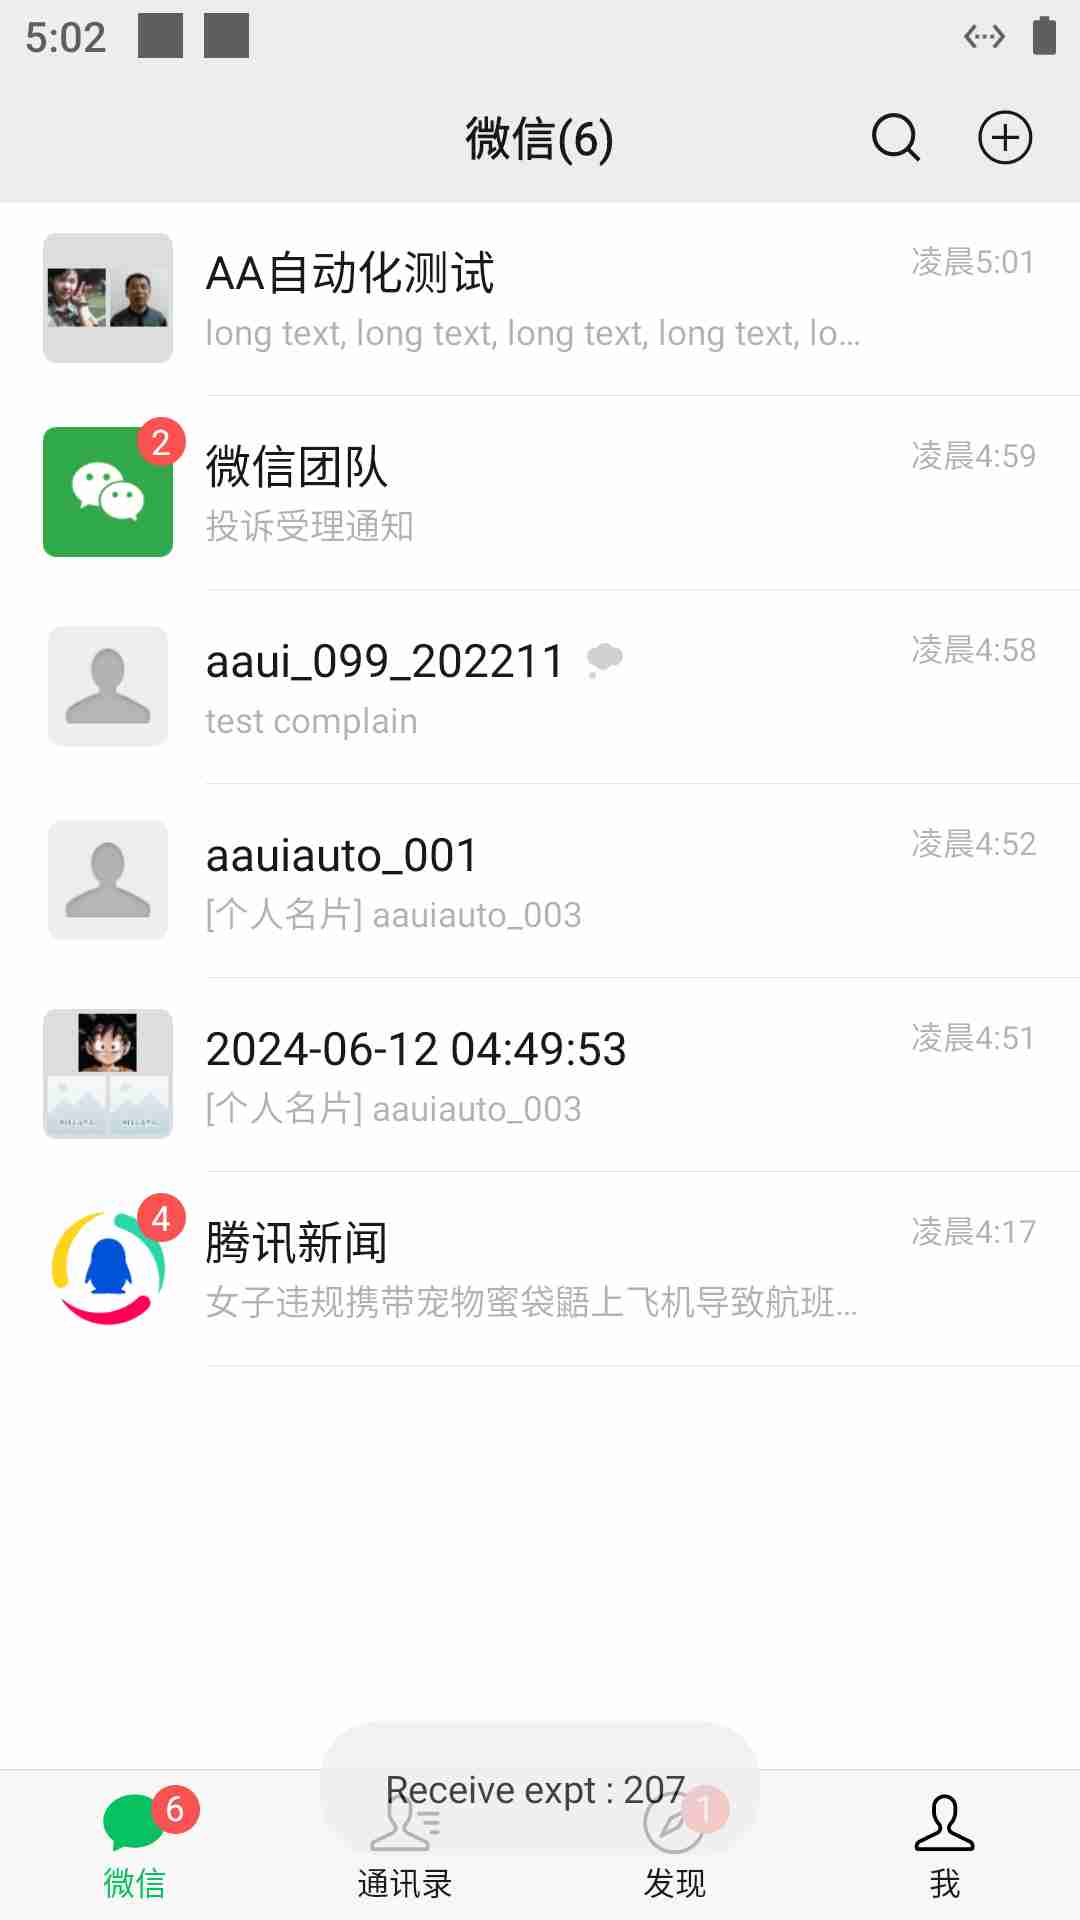 5:02
微信(6)
AA自动化测试
凌晨5:01
long text, long text, long text, long text, lo...
2
微信团队
凌晨4:59
投诉受理通知
aaui_099_202211
凌晨4:58
test complain
aauiauto_001
凌晨4:52
[个人名片] aauiauto_003
2024-06-12 04:49:53
凌晨4:51
[个人名片] aauiauto_003
4
腾讯新闻
凌晨4:17
女子违规携带宠物蜜袋鼯上飞机导致航班...
Receive expt : 207
6
1
微信
通讯录
发现
我